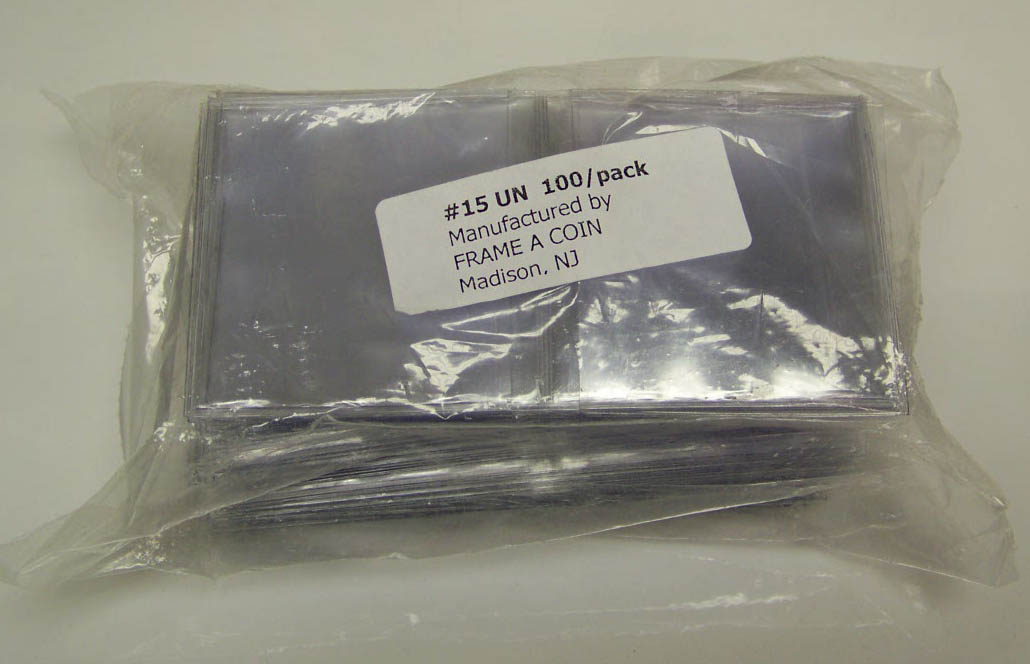 #15 UN 100/pack
Manufactured by
FRAME A COIN
Madison, NJ